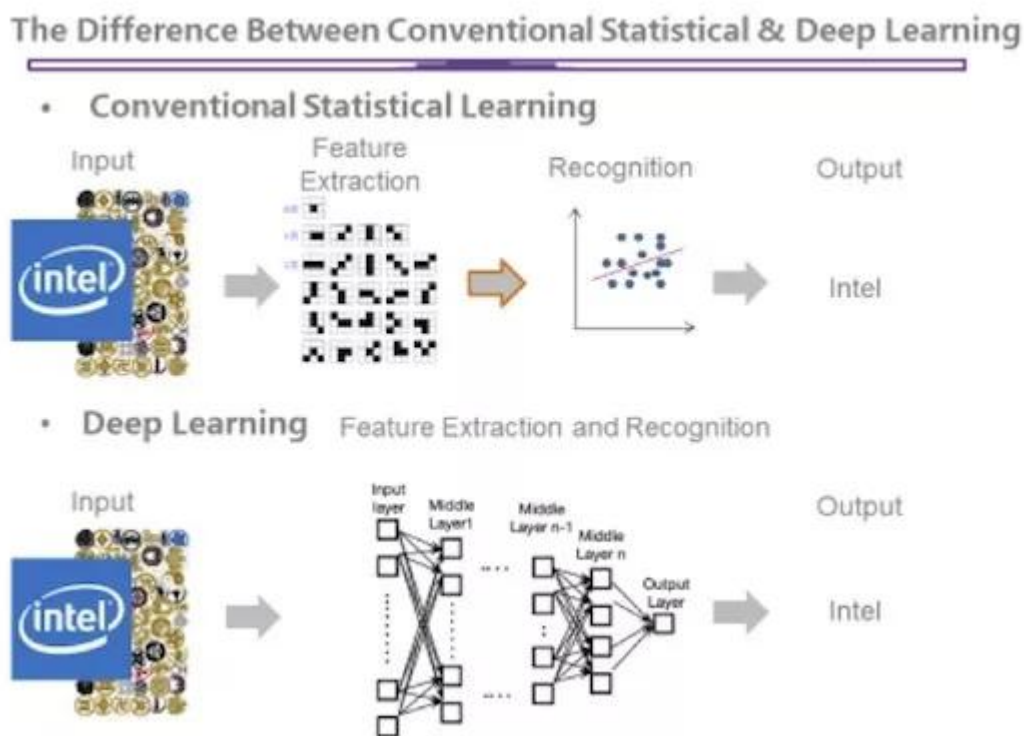 The Difference Between Conventional Statistical & Deep Learning
• Conventional Statistical Learning
Input
Feature
Extraction
Recognition
Output
intel
Intel
• Deep Learning
Feature Extraction and Recognition
Input
Input
layer
Middle
Layer1
Middle
Layer n-1
Middle
Layer n
Output
Layer
Output
intel
Intel